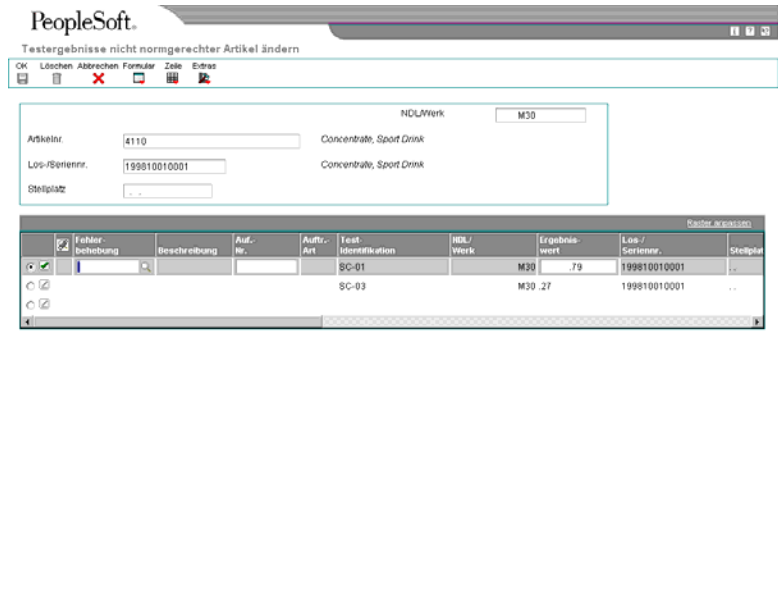 PeopleSoft.
Testergebnisse nicht normgerechter Artikel ändern
OK Löschen Abbrechen Formular Zeile Extras
NDL/Werk M30
Artikelnr. 4110 Concentrate, Sport Drink
Los-/Seriennr. 199810010001 Concentrate, Sport Drink
Stellplatz . .
Raster anpassen
Fehler-behebung Beschreibung Auf.-Nr. Auftr.-Art Test-Identifikation NDL/Werk Ergebnis-wert Los-/Seriennr. Stellplat
SC-01 M30 .79 199810010001 . .
SC-03 M30 .27 199810010001 . .